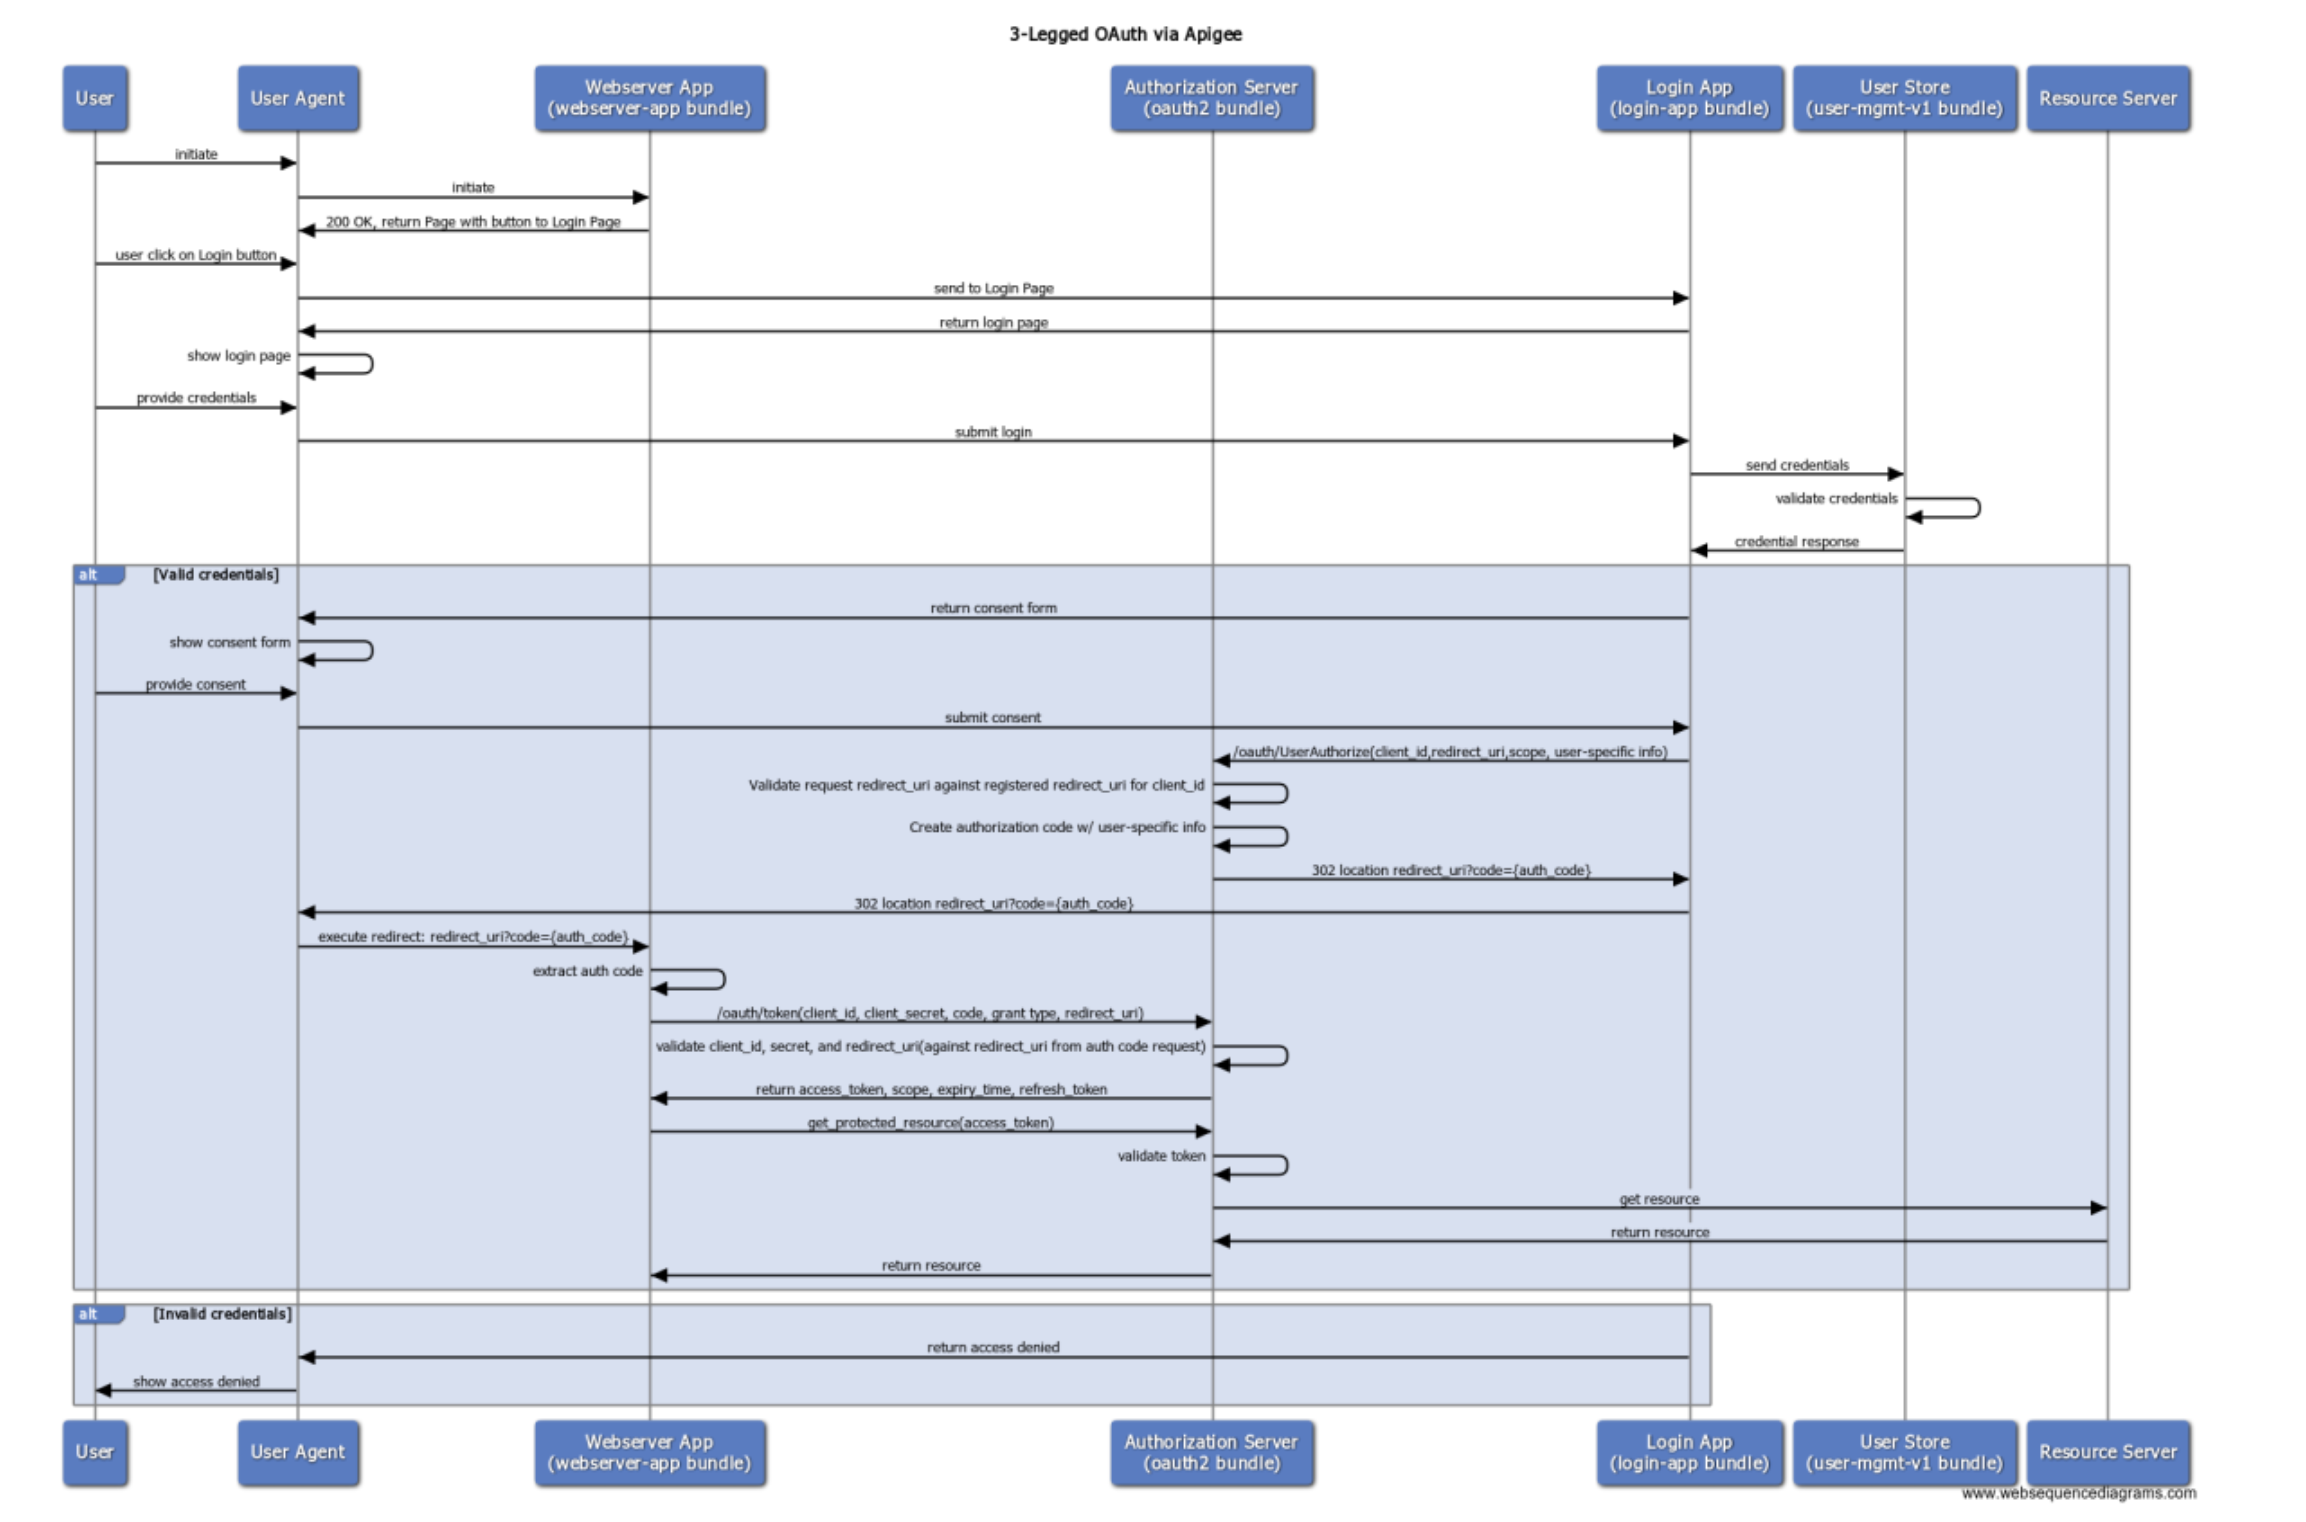 3-Legged OAuth via Apigee
User
User Agent
Webserver App
(webserver-app bundle)
Authorization Server
(oauth2 bundle)
Login App
(login-app bundle)
User Store
(user-mgmt-v1 bundle)
Resource Server
initiate
initiate
200 OK, return Page with button to Login Page
user click on Login button
send to Login Page
return login page
show login page
provide credentials
submit login
send credentials
validate credentials
credential response
alt [Valid credentials]
return consent form
show consent form
provide consent
submit consent
/oauth/UserAuthorize(client_id,redirect_uri,scope, user-specific info)
Validate request redirect_uri against registered redirect_uri for client_id
Create authorization code w/ user-specific info
302 location redirect_uri?code={auth_code}
302 location redirect_uri?code={auth_code}
execute redirect: redirect_uri?code={auth_code}
extract auth code
/oauth/token(client_id, client_secret, code, grant type, redirect_uri)
validate client_id, secret, and redirect_uri(against redirect_uri from auth code request)
return access_token, scope, expiry_time, refresh_token
get_protected_resource(access_token)
validate token
get resource
return resource
return resource
alt [Invalid credentials]
return access denied
show access denied
User
User Agent
Webserver App
(webserver-app bundle)
Authorization Server
(oauth2 bundle)
Login App
(login-app bundle)
User Store
(user-mgmt-v1 bundle)
Resource Server
www.websequencediagrams.com